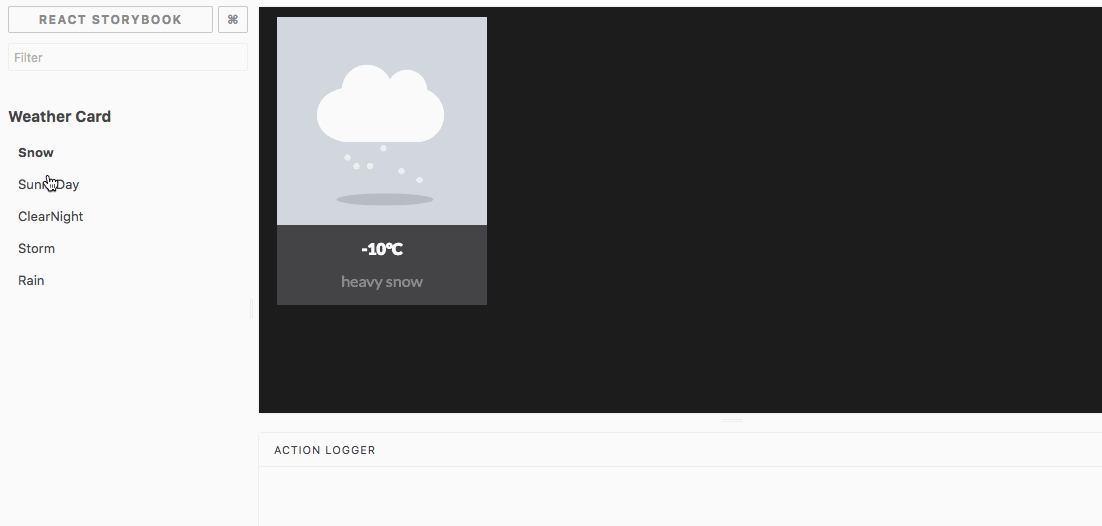 REACT STORYBOOK ⌘
Filter
Weather Card
Snow
SunnyDay
ClearNight
Storm
Rain
-10°C
heavy snow
ACTION LOGGER